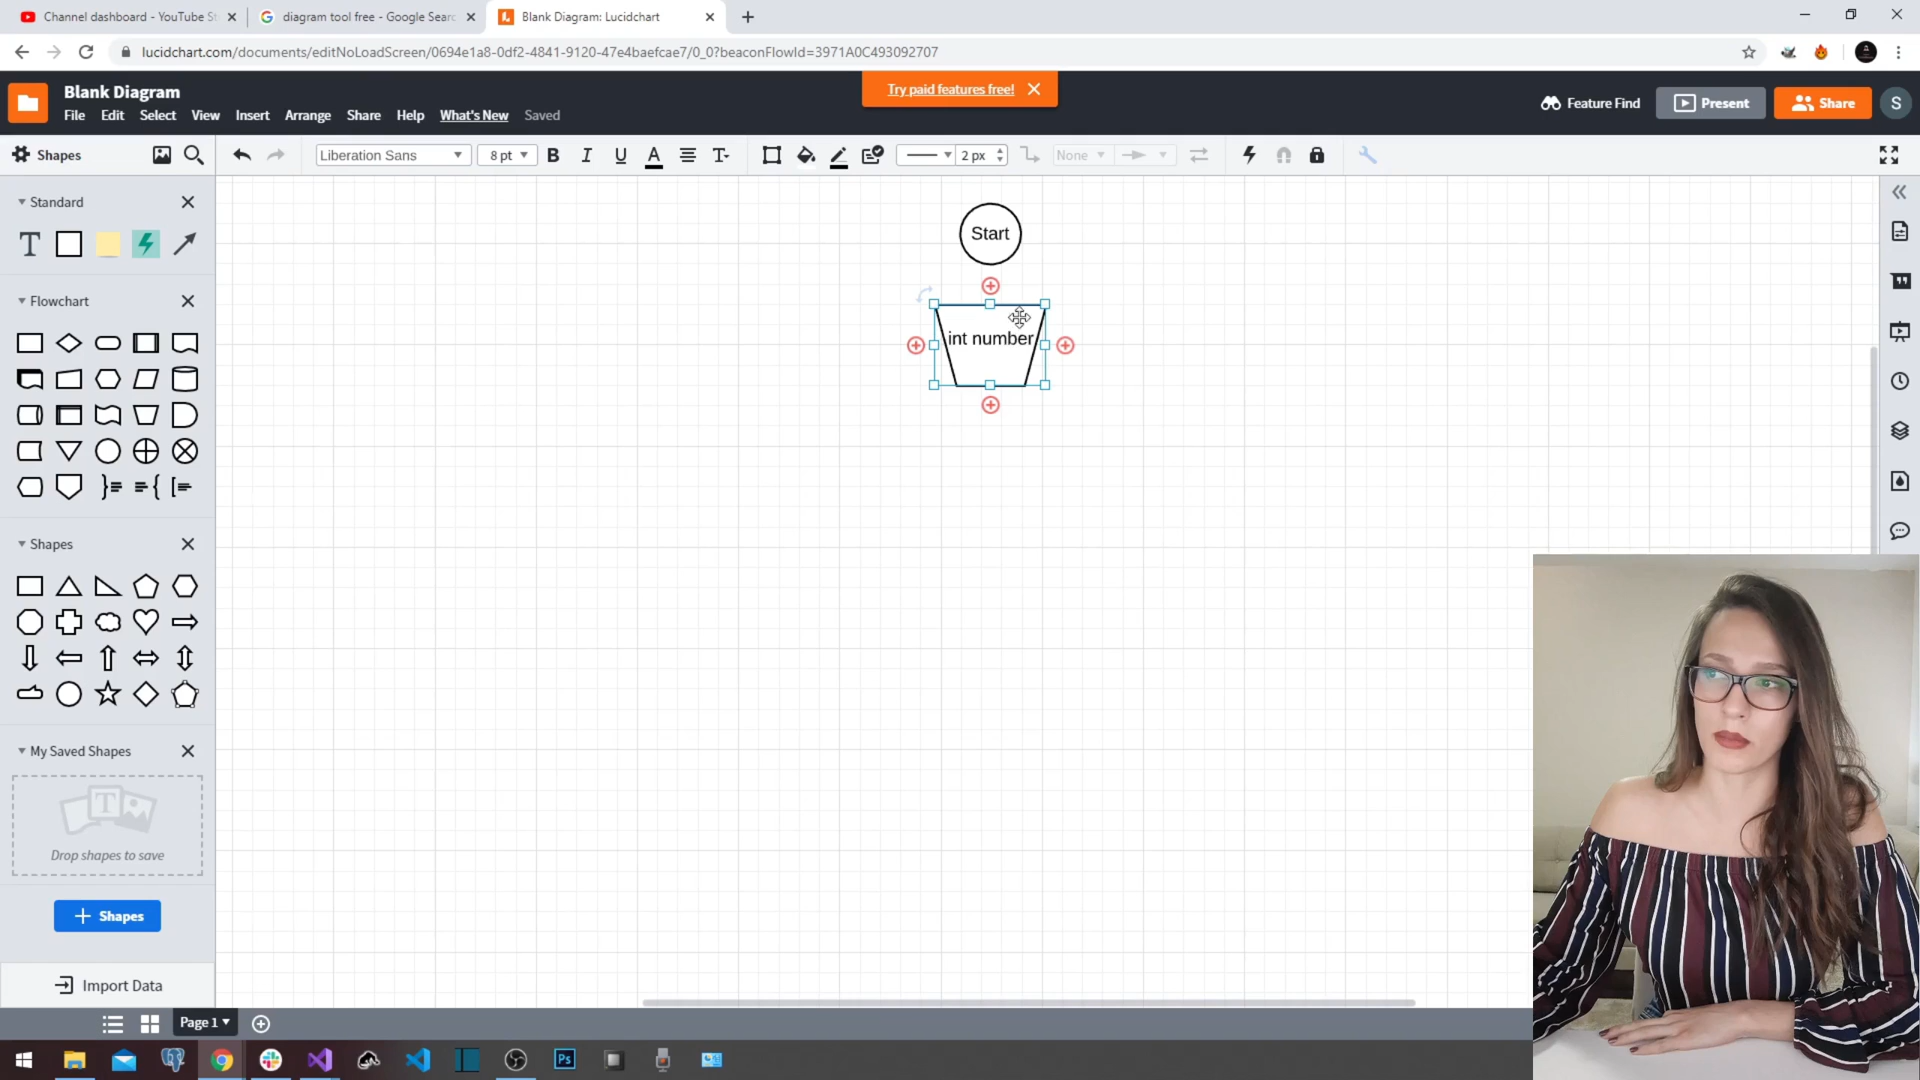 Channel dashboard - YouTube St
diagram tool free - Google Searc
Blank Diagram: Lucidchart
lucidchart.com/documents/editNoLoadScreen/0694e1a8-0df2-4841-9120-47e4baefcae7/0_0?beaconFlowId=3971A0C493092707
Blank Diagram
Try paid features free!
Feature Find
Present
Share
S
File Edit Select View Insert Arrange Share Help What's New Saved
Shapes
Liberation Sans
8 pt
B I U A T
2 px
None
Standard
T
Flowchart
Shapes
My Saved Shapes
T
Drop shapes to save
+ Shapes
Import Data
Start
int number
Page 1
Ps